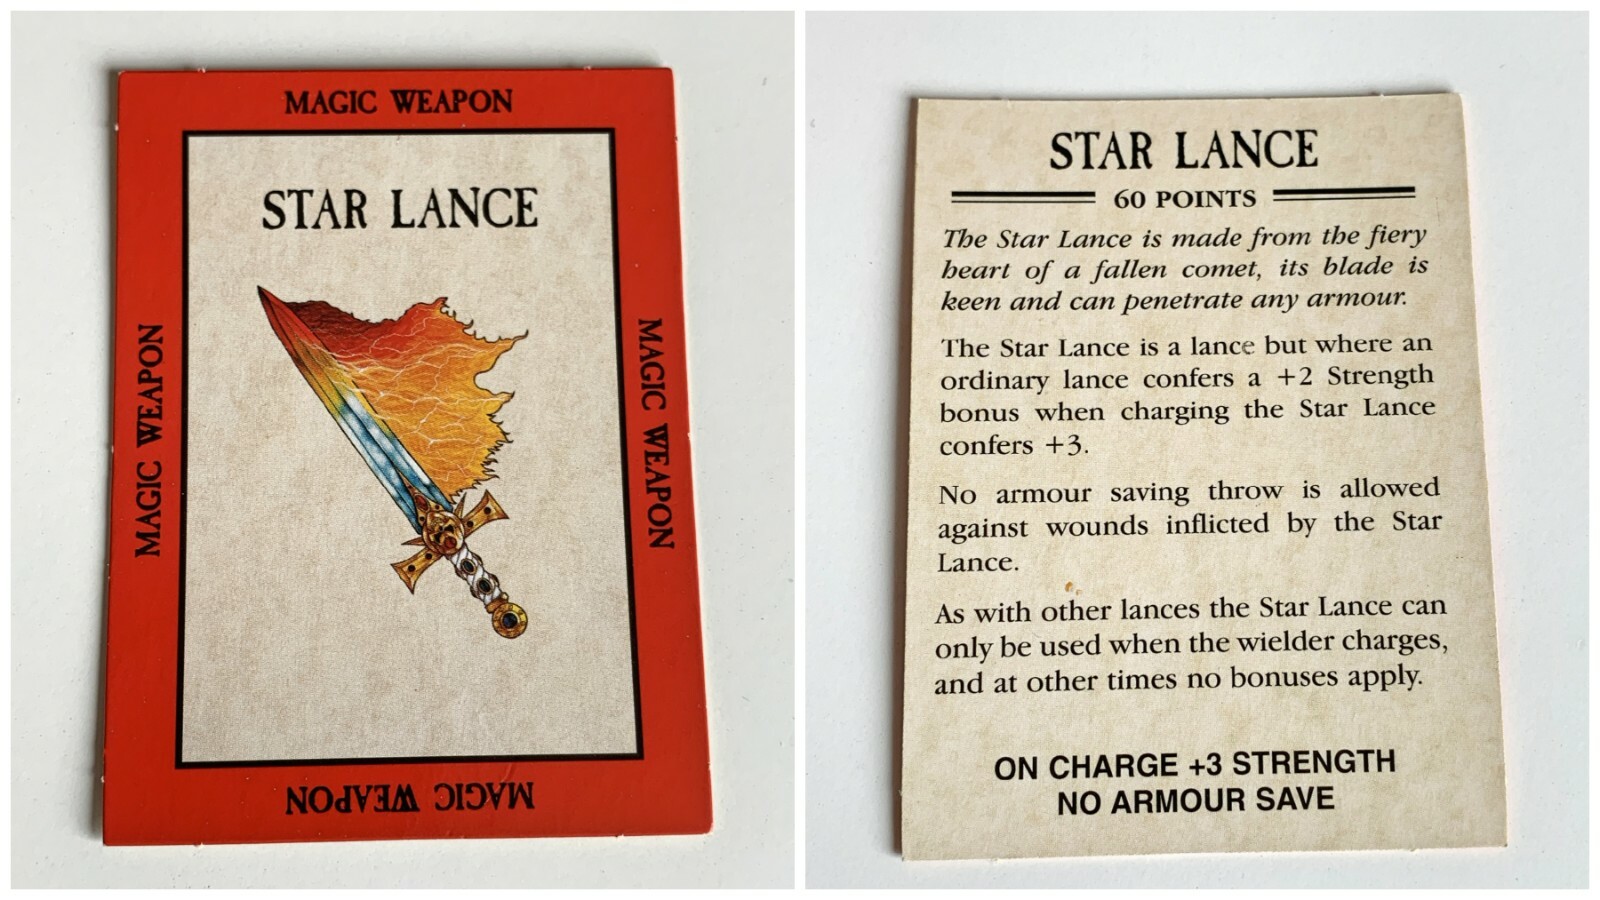 MAGIC WEAPON
STAR LANCE
MAGIC WEAPON
MAGIC WEAPON
MAGIC WEAPON
STAR LANCE
60 POINTS
The Star Lance is made from the fiery
heart of a fallen comet, its blade is
keen and can penetrate any armour.
The Star Lance is a lance but where an
ordinary lance confers a +2 Strength
bonus when charging the Star Lance
confers +3.
No armour saving throw is allowed
against wounds inflicted by the Star
Lance.
As with other lances the Star Lance can
only be used when the wielder charges,
and at other times no bonuses apply.
ON CHARGE +3 STRENGTH
NO ARMOUR SAVE